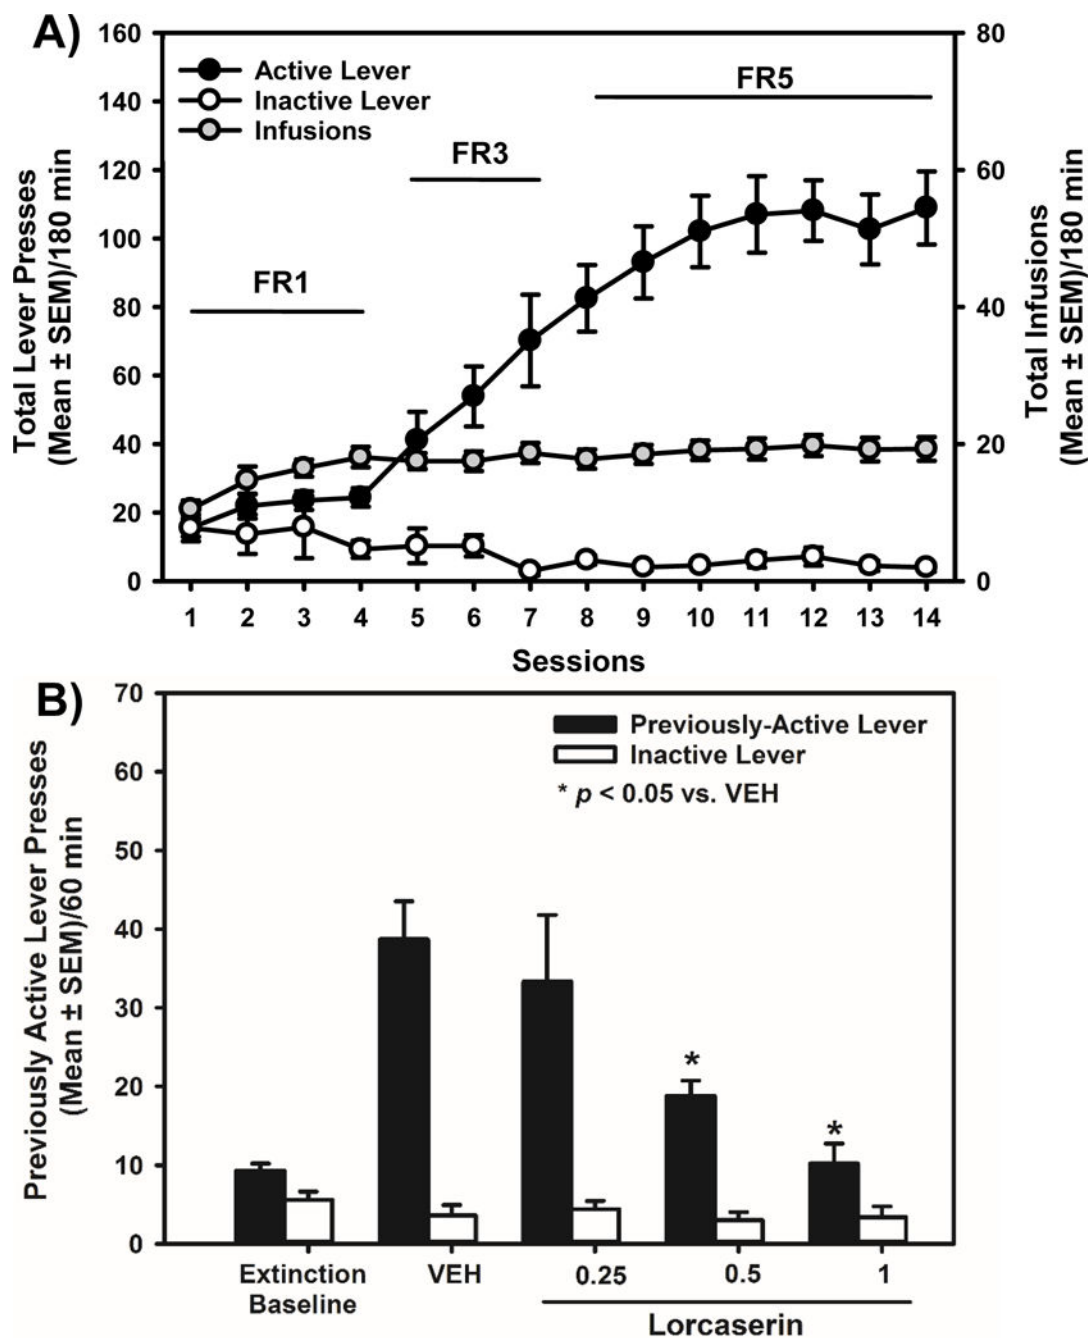 A)
160
140
120
100
80
60
40
20
0
Total Lever Presses
(Mean ± SEM)/180 min
Active Lever
Inactive Lever
Infusions
FR1
FR3
FR5
80
60
40
20
0
Total Infusions
(Mean ± SEM)/180 min
1 2 3 4 5 6 7 8 9 10 11 12 13 14
Sessions
B)
70
60
50
40
30
20
10
0
Previously Active Lever Presses
(Mean ± SEM)/60 min
Previously-Active Lever
Inactive Lever
* p < 0.05 vs. VEH
*
*
Extinction
Baseline
VEH
0.25 0.5 1
Lorcaserin